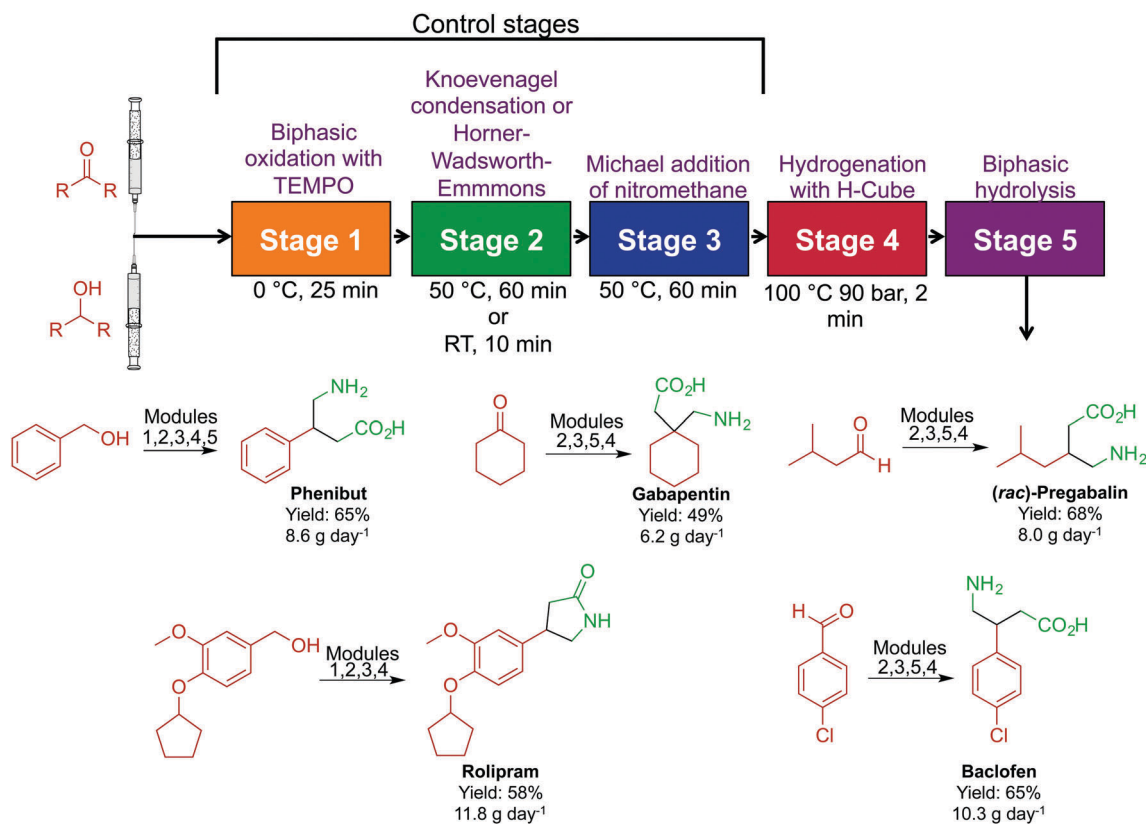 Control stages
Biphasic
oxidation with
TEMPO
Knoevenagel
condensation or
Horner-
Wadsworth-
Emmmons
Michael addition
of nitromethane
Hydrogenation
with H-Cube
Biphasic
hydrolysis
O
R R
OH
R R
Stage 1
Stage 2
Stage 3
Stage 4
Stage 5
0 °C, 25 min
50 °C, 60 min
or
RT, 10 min
50 °C, 60 min
100 °C 90 bar, 2
min
OH
Modules
1,2,3,4,5
NH2
CO2H
Phenibut
Yield: 65%
8.6 g day-1
O
Modules
2,3,5,4
CO2H
NH2
Gabapentin
Yield: 49%
6.2 g day-1
O
H
Modules
2,3,5,4
CO2H
NH2
(rac)-Pregabalin
Yield: 68%
8.0 g day-1
O
O
OH
Modules
1,2,3,4
O
NH
O
O
Rolipram
Yield: 58%
11.8 g day-1
H O
Cl
Modules
2,3,5,4
NH2
CO2H
Cl
Baclofen
Yield: 65%
10.3 g day-1